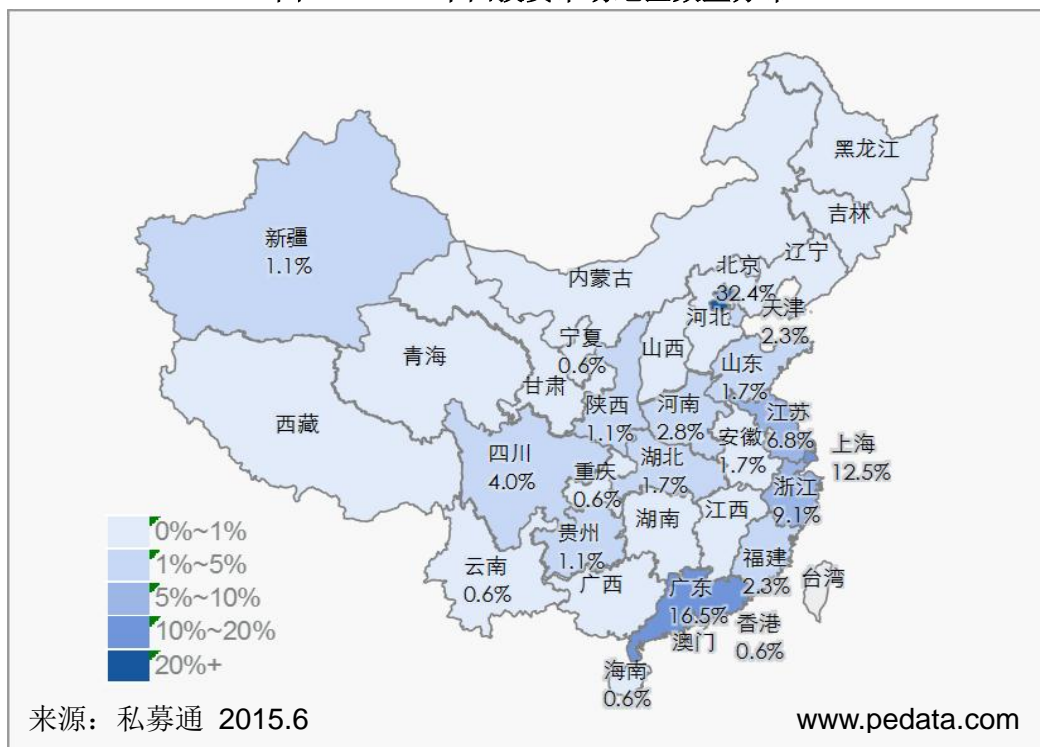 黑龙江
吉林
辽宁
新疆
1.1%
内蒙古
北京
32.4%
天津
2.3%
河北
宁夏
0.6%
山西
青海
甘肃
山东
1.7%
陕西
1.1%
河南
2.8%
江苏
6.8%
西藏
安徽
1.7%
上海
12.5%
四川
4.0%
重庆
0.6%
湖北
1.7%
浙江
9.1%
湖南
江西
贵州
1.1%
福建
2.3%
云南
0.6%
广西
广东
16.5%
台湾
香港
0.6%
澳门
海南
0.6%
0%~1%
1%~5%
5%~10%
10%~20%
20%+
来源：私募通 2015.6
www.pedata.com